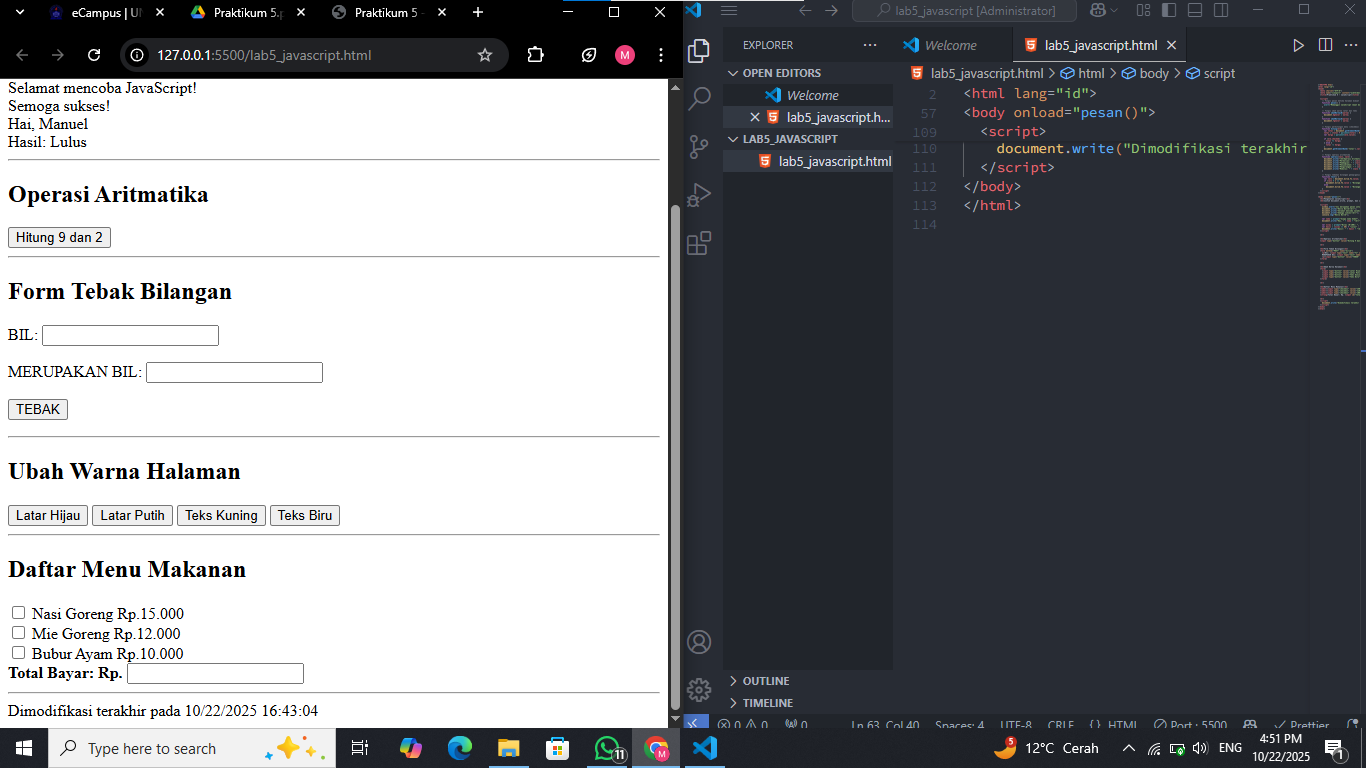 eCampus | UN
Praktikum 5.p
Praktikum 5 -
127.0.0.1:5500/lab5_javascript.html
M
Selamat mencoba JavaScript!
Semoga sukses!
Hai, Manuel
Hasil: Lulus
Operasi Aritmatika
Hitung 9 dan 2
Form Tebak Bilangan
BIL:
MERUPAKAN BIL:
TEBAK
Ubah Warna Halaman
Latar Hijau Latar Putih Teks Kuning Teks Biru
Daftar Menu Makanan
Nasi Goreng Rp.15.000
Mie Goreng Rp.12.000
Bubur Ayam Rp.10.000
Total Bayar: Rp.
Dimodifikasi terakhir pada 10/22/2025 16:43:04
lab5_javascript [Administrator]
EXPLORER
OPEN EDITORS
Welcome
lab5_javascript.h...
LAB5_JAVASCRIPT
lab5_javascript.html
OUTLINE
TIMELINE
Welcome
lab5_javascript.html
lab5_javascript.html > html > body > script
2 <html lang="id">
57 <body onload="pesan()">
109 <script>
110 document.write("Dimodifikasi terakhir
111 </script>
112 </body>
113 </html>
114
0 0 0 Ln 63, Col 40 Spaces: 4 UTF-8 CRLF {} HTML Port : 5500 Prettier
Type here to search
11
M
5
12°C Cerah
ENG
4:51 PM
10/22/2025
1